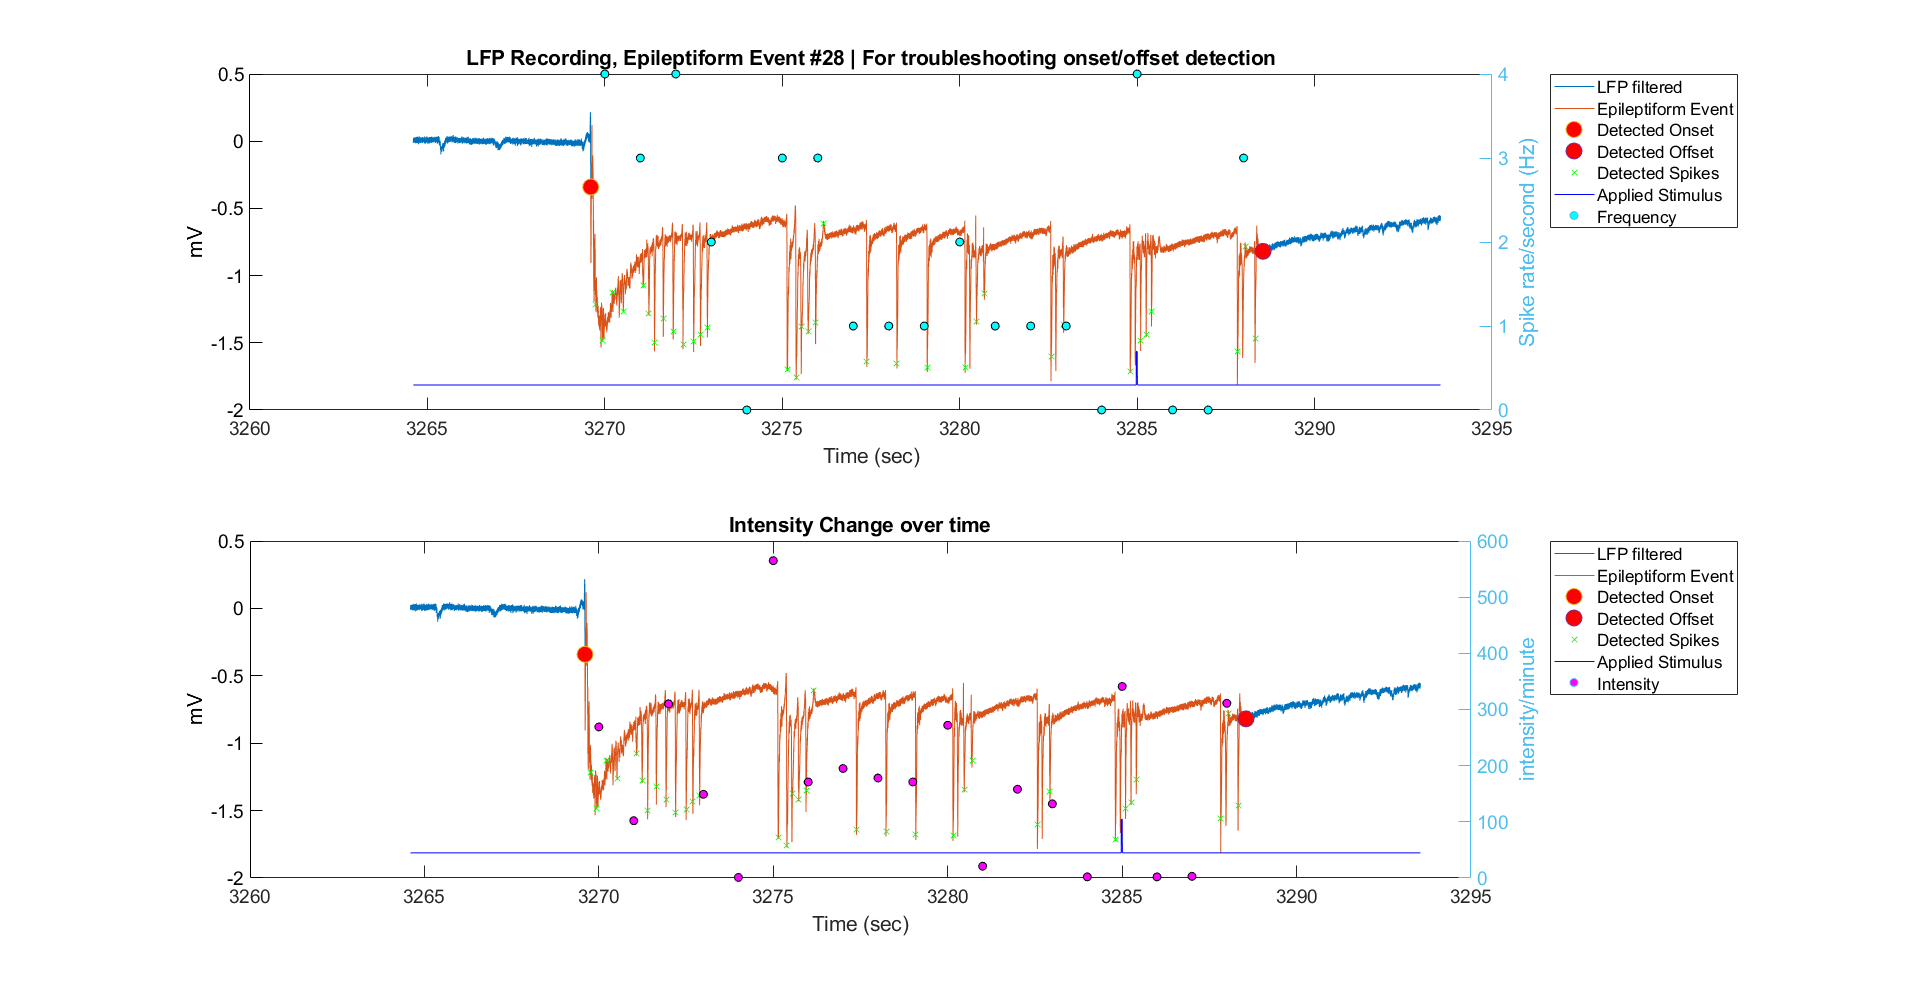 LFP Recording, Epileptiform Event #28 | For troubleshooting onset/offset detection
0.5
0
-0.5
-1
-1.5
-2
mV
3260
3265
3270
3275
3280
3285
3290
3295
Time (sec)
4
3
2
1
0
Spike rate/second (Hz)
LFP filtered
Epileptiform Event
Detected Onset
Detected Offset
Detected Spikes
Applied Stimulus
Frequency
Intensity Change over time
0.5
0
-0.5
-1
-1.5
-2
mV
3260
3265
3270
3275
3280
3285
3290
3295
Time (sec)
600
500
400
300
200
100
0
intensity/minute
LFP filtered
Epileptiform Event
Detected Onset
Detected Offset
Detected Spikes
Applied Stimulus
Intensity